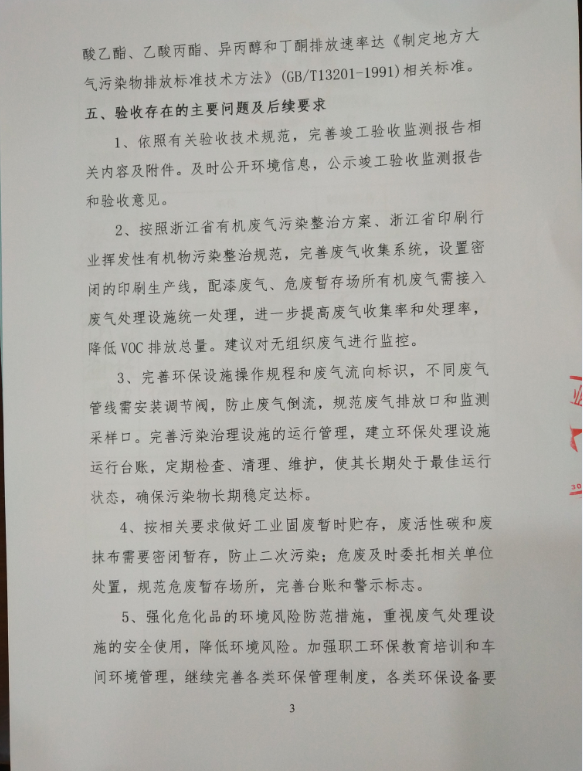 酸乙酯、乙酸丙酯、异丙醇和丁酮排放速率达《制定地方大
气污染物排放标准技术方法》(GB/T13201-1991)相关标准。
五、验收存在的主要问题及后续要求
1、依照有关验收技术规范，完善竣工验收监测报告相
关内容及附件。及时公开环境信息，公示竣工验收监测报告
和验收意见。
2、按照浙江省有机废气污染整治方案、浙江省印刷行
业挥发性有机物污染整治规范，完善废气收集系统，设置密
闭的印刷生产线，配漆废气、危废暂存场所有机废气需接入
废气处理设施统一处理，进一步提高废气收集率和处理率，
降低 VOC 排放总量。建议对无组织废气进行监控。
3、完善环保设施操作规程和废气流向标识，不同废气
管线需安装调节阀，防止废气倒流，规范废气排放口和监测
采样口。完善污染治理设施的运行管理，建立环保处理设施
运行台账，定期检查、清理、维护，使其长期处于最佳运行
状态，确保污染物长期稳定达标。
4、按相关要求做好工业固废暂时贮存，废活性碳和废
抹布需要密闭暂存，防止二次污染；危废及时委托相关单位
处置，规范危废暂存场所，完善台账和警示标志。
5、强化危化品的环境风险防范措施，重视废气处理设
施的安全使用，降低环境风险。加强职工环保教育培训和车
间环境管理，继续完善各类环保管理制度，各类环保设备要
3